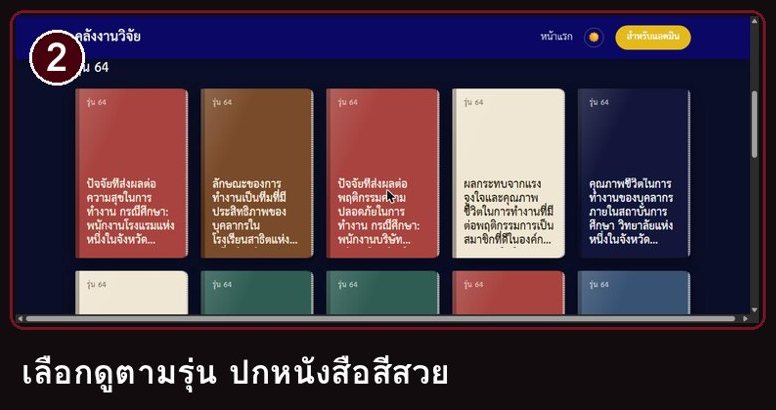 คลังงานวิจัย
หน้าแรก
สำหรับแอดมิน
2
รุ่น 64
รุ่น 64
ปัจจัยที่ส่งผลต่อ
ความสุขในการ
ทำงาน กรณีศึกษา:
พนักงานโรงแรมแห่ง
หนึ่งในจังหวัด...
รุ่น 64
ลักษณะของการ
ทำงานเป็นทีมที่มี
ประสิทธิภาพของ
บุคลากรใน
โรงเรียนสาธิตแห่ง...
รุ่น 64
ปัจจัยที่ส่งผลต่อ
พฤติกรรมความ
ปลอดภัยในการ
ทำงาน กรณีศึกษา:
พนักงานบริษัท...
รุ่น 64
ผลกระทบจากแรง
จูงใจและคุณภาพ
ชีวิตในการทำงานที่มี
ต่อพฤติกรรมการเป็น
สมาชิกที่ดีในองค์ก...
รุ่น 64
คุณภาพชีวิตในการ
ทำงานของบุคลากร
ภายในสถาบันการ
ศึกษา วิทยาลัยแห่ง
หนึ่งในจังหวัด...
รุ่น 64
รุ่น 64
รุ่น 64
รุ่น 64
รุ่น 64
เลือกดูตามรุ่น ปกหนังสือสีสวย